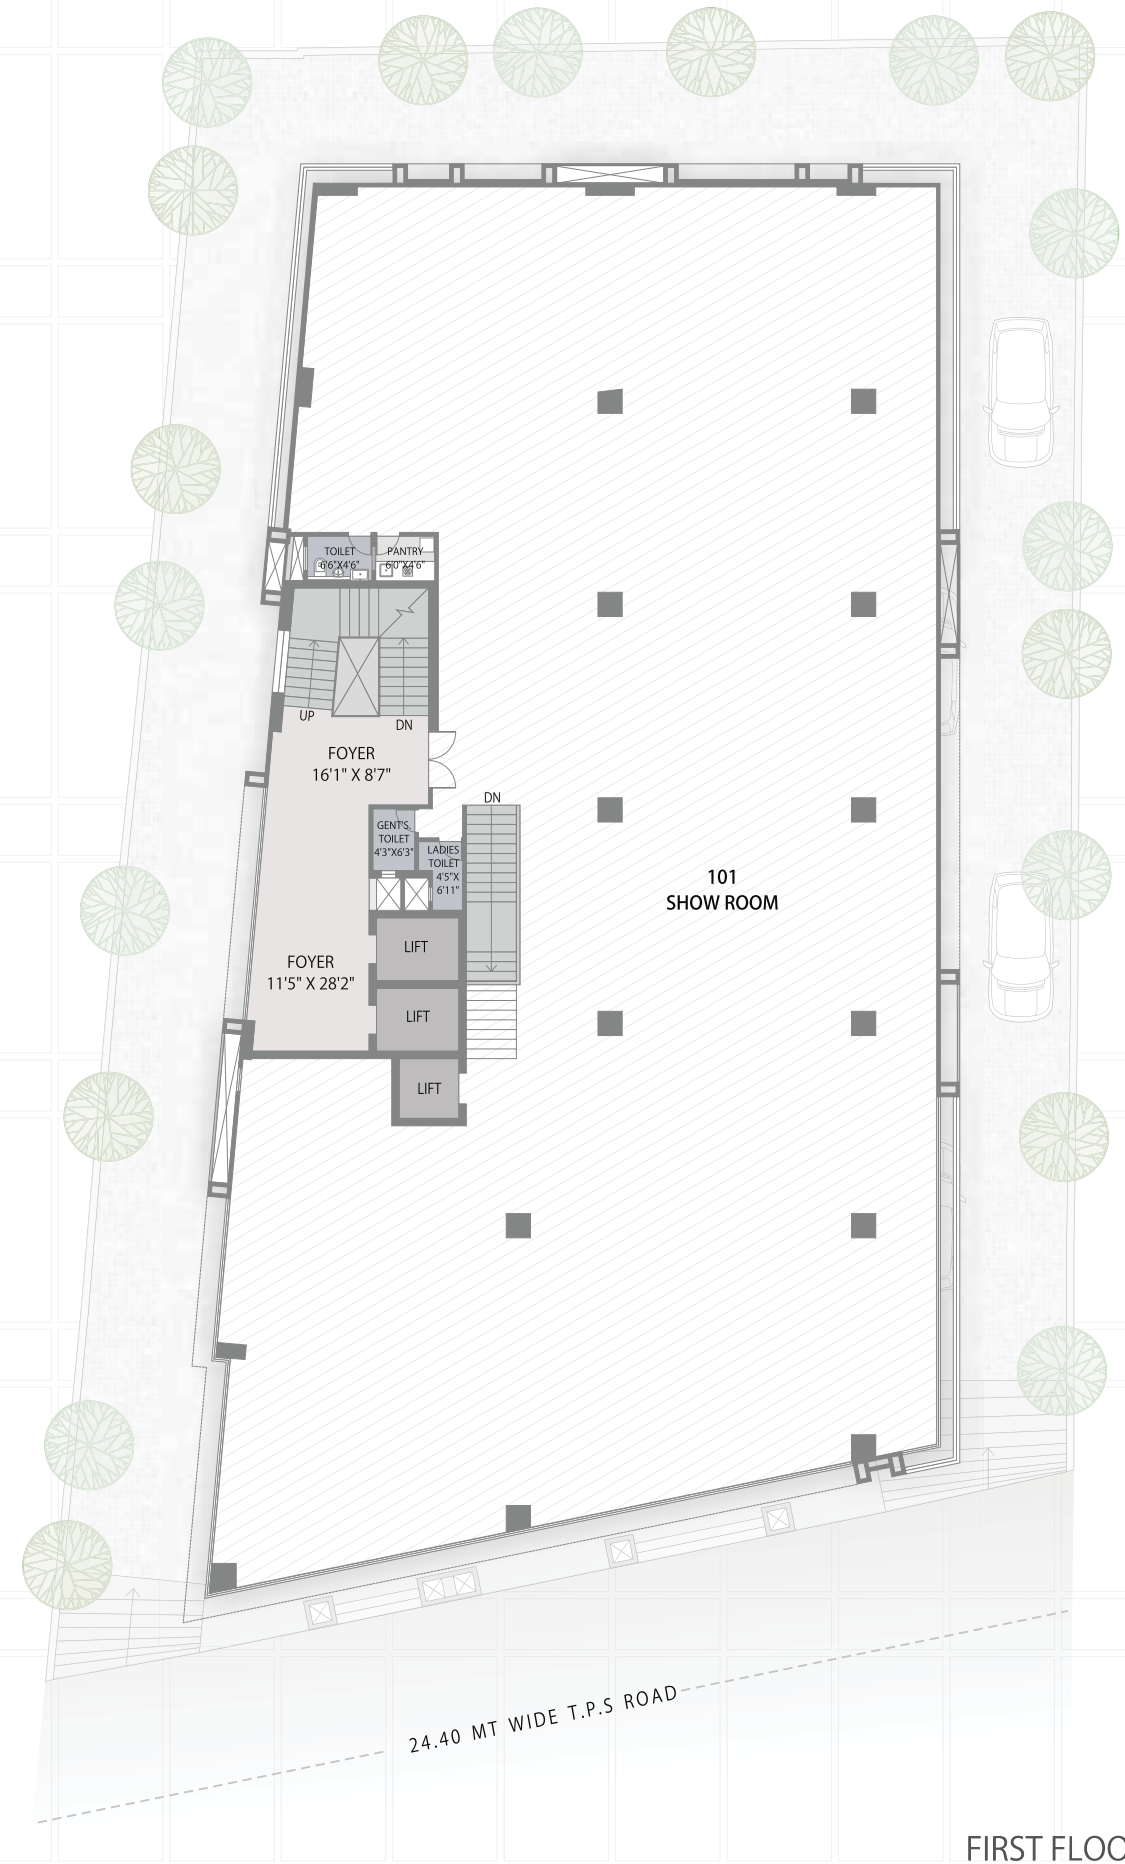 TOILET
6'6"X4'6"
PANTRY
6'0"X4'6"
UP
DN
FOYER
16'1" X 8'7"
DN
GENT'S.
TOILET
4'3"X6'3"
LADIES
TOILET
4'5"X
6'11"
101
SHOW ROOM
LIFT
FOYER
11'5" X 28'2"
LIFT
LIFT
24.40 MT WIDE T.P.S ROAD
FIRST FLOO